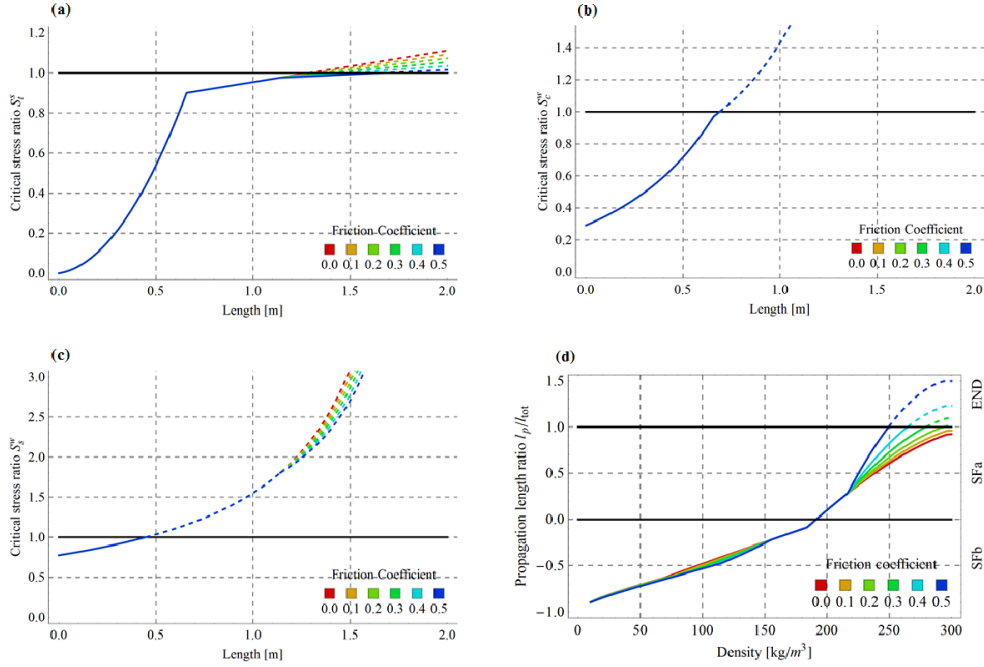 (a)
Critical stress ratio S_l^s
1.2
1.0
0.8
0.6
0.4
0.2
0.0
Friction Coefficient
0.0 0.1 0.2 0.3 0.4 0.5
0.0 0.5 1.0 1.5 2.0
Length [m]
(b)
Critical stress ratio S_c^w
1.4
1.2
1.0
0.8
0.6
0.4
0.2
0.0
Friction Coefficient
0.0 0.1 0.2 0.3 0.4 0.5
0.0 0.5 1.0 1.5 2.0
Length [m]
(c)
Critical stress ratio S_s^w
3.0
2.5
2.0
1.5
1.0
0.5
0.0
Friction Coefficient
0.0 0.1 0.2 0.3 0.4 0.5
0.0 0.5 1.0 1.5 2.0
Length [m]
(d)
Propagation length ratio l_p/l_tot
1.5
1.0
0.5
0.0
−0.5
−1.0
END
SFa
SFb
Friction coefficient
0.0 0.1 0.2 0.3 0.4 0.5
0 50 100 150 200 250 300
Density [kg/m³]